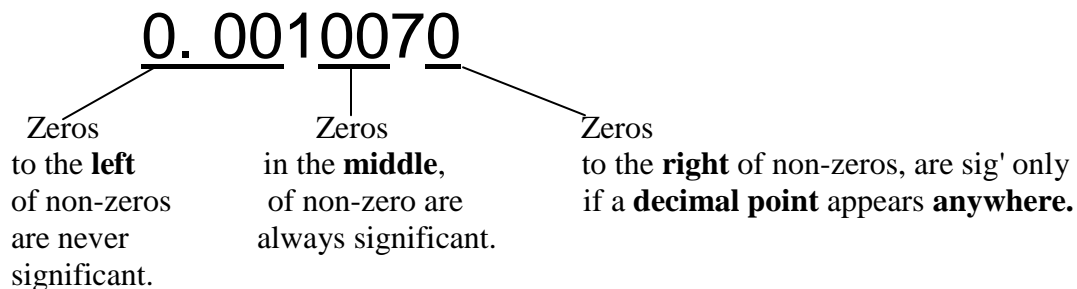 0. 0010070
Zeros
to the left
of non-zeros
are never
significant.
Zeros
in the middle,
of non-zero are
always significant.
Zeros
to the right of non-zeros, are sig' only
if a decimal point appears anywhere.